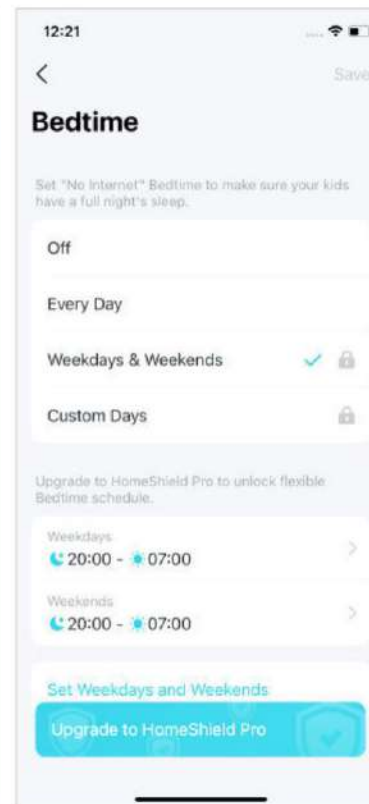 12:21
Save
Bedtime
Set "No Internet" Bedtime to make sure your kids
have a full night's sleep.
Off
Every Day
Weekdays & Weekends
Custom Days
Upgrade to HomeShield Pro to unlock flexible
Bedtime schedule.
Weekdays
20:00 - 07:00
Weekends
20:00 - 07:00
Set Weekdays and Weekends
Upgrade to HomeShield Pro